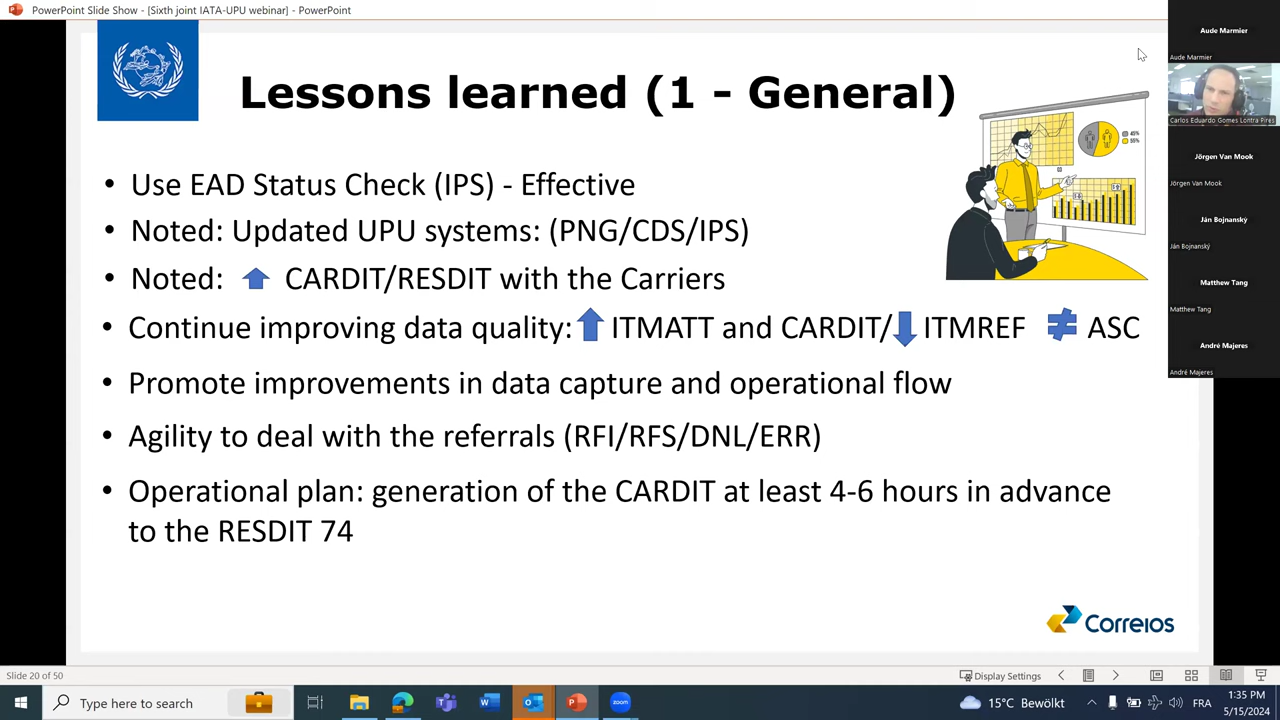 PowerPoint Slide Show - [Sixth joint IATA-UPU webinar] - PowerPoint
Aude Marmier
Aude Marmier
Lessons learned (1 - General)
45%
55%
Carlos Eduardo Gomes Lontra Pires
Jörgen Van Mook
Jörgen Van Mook
• Use EAD Status Check (IPS) - Effective
Ján Bojnanský
Ján Bojnanský
• Noted: Updated UPU systems: (PNG/CDS/IPS)
• Noted: CARDIT/RESDIT with the Carriers
Matthew Tang
Matthew Tang
• Continue improving data quality: ITMATT and CARDIT/ ITMREF ≠ ASC
André Majeres
André Majeres
• Promote improvements in data capture and operational flow
• Agility to deal with the referrals (RFI/RFS/DNL/ERR)
• Operational plan: generation of the CARDIT at least 4-6 hours in advance
to the RESDIT 74
Correios
Slide 20 of 50
Display Settings
Type here to search
zoom
15°C Bewölkt
FRA
1:35 PM
5/15/2024